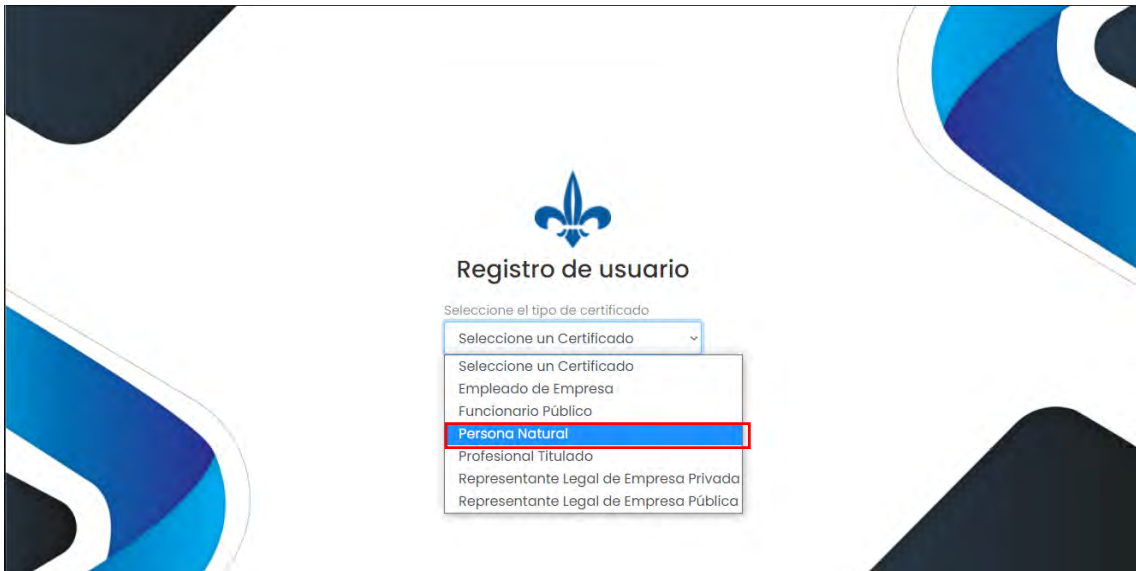 Registro de usuario
Seleccione el tipo de certificado
Seleccione un Certificado
Seleccione un Certificado
Empleado de Empresa
Funcionario Público
Persona Natural
Profesional Titulado
Representante Legal de Empresa Privada
Representante Legal de Empresa Pública